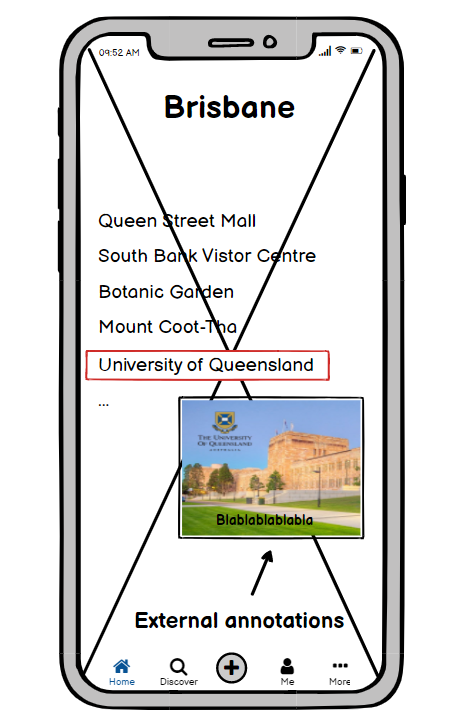 09:52 AM
Brisbane
Queen Street Mall
South Bank Vistor Centre
Botanic Garden
Mount Coot-Tha
University of Queensland
...
THE UNIVERSITY
OF QUEENSLAND
AUSTRALIA
Blablablablabla
External annotations
Home Discover Me More